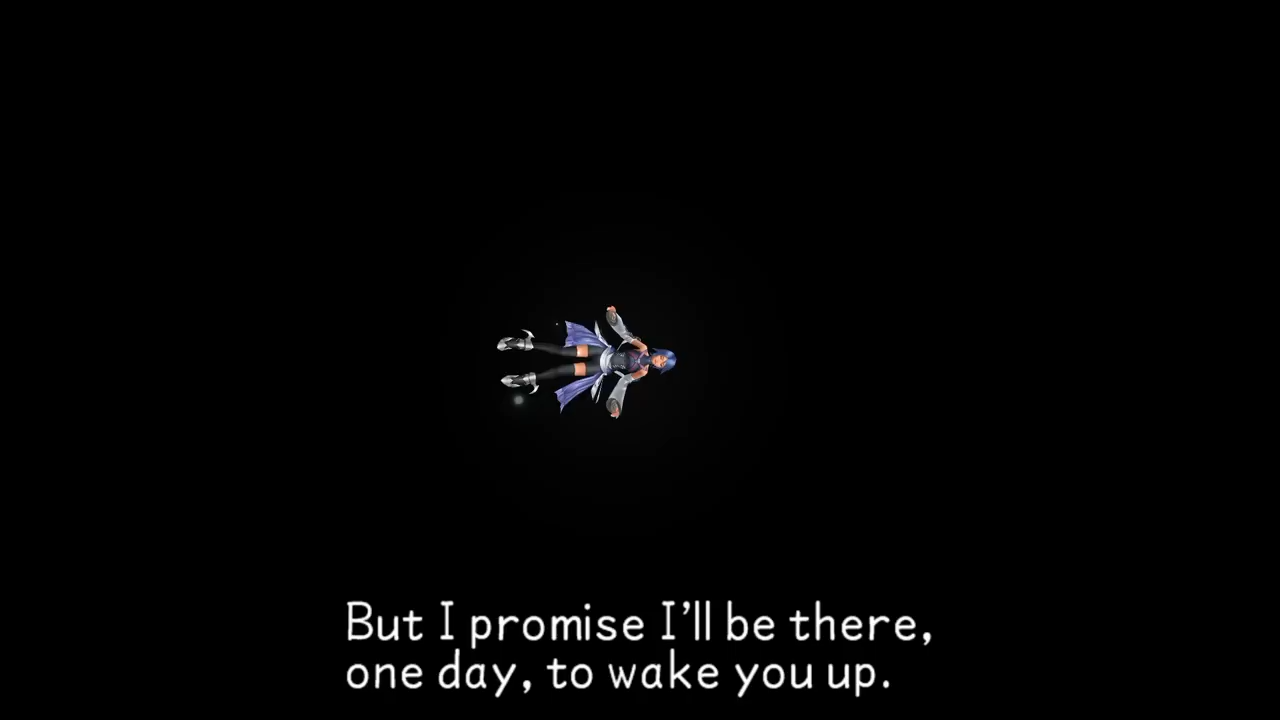 But I promise I'll be there,
one day, to wake you up.